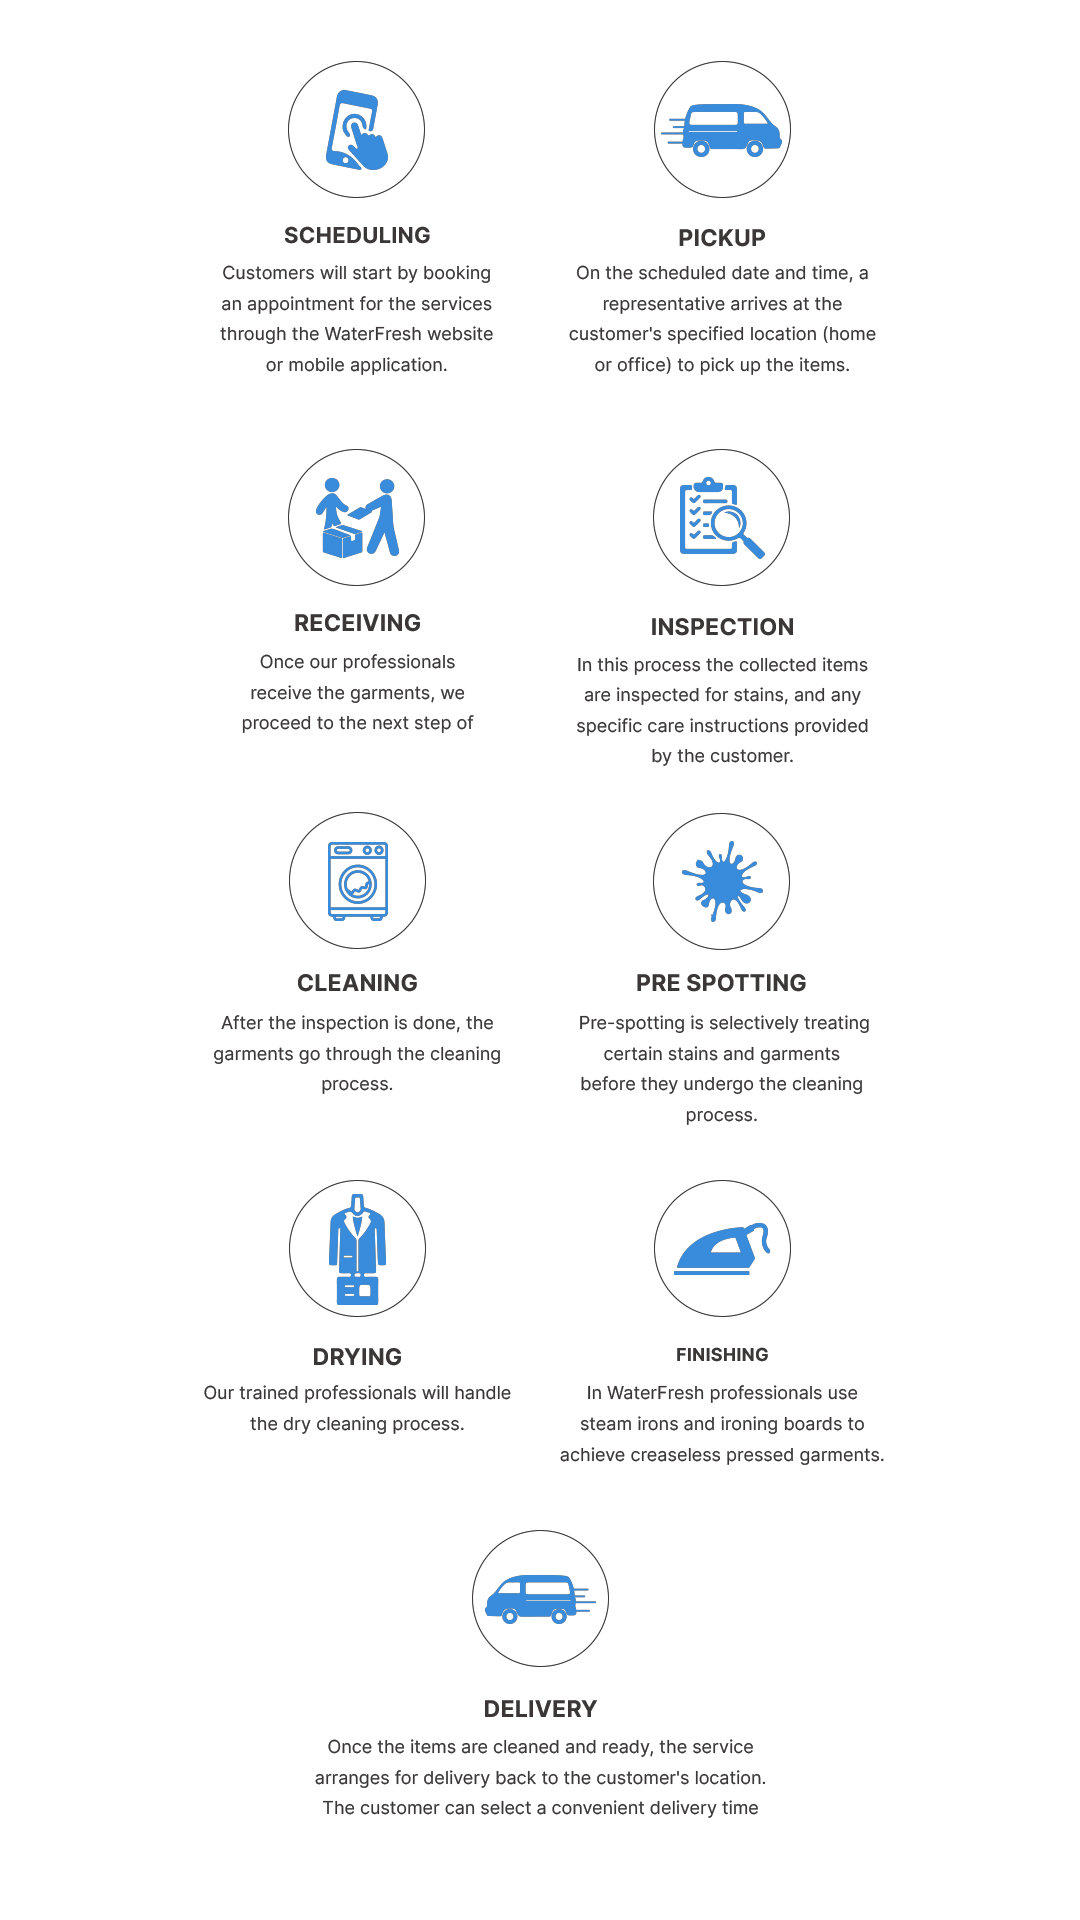 SCHEDULING
Customers will start by booking
an appointment for the services
through the WaterFresh website
or mobile application.
PICKUP
On the scheduled date and time, a
representative arrives at the
customer's specified location (home
or office) to pick up the items.
RECEIVING
Once our professionals
receive the garments, we
proceed to the next step of
INSPECTION
In this process the collected items
are inspected for stains, and any
specific care instructions provided
by the customer.
CLEANING
After the inspection is done, the
garments go through the cleaning
process.
PRE SPOTTING
Pre-spotting is selectively treating
certain stains and garments
before they undergo the cleaning
process.
DRYING
Our trained professionals will handle
the dry cleaning process.
FINISHING
In WaterFresh professionals use
steam irons and ironing boards to
achieve creaseless pressed garments.
DELIVERY
Once the items are cleaned and ready, the service
arranges for delivery back to the customer's location.
The customer can select a convenient delivery time